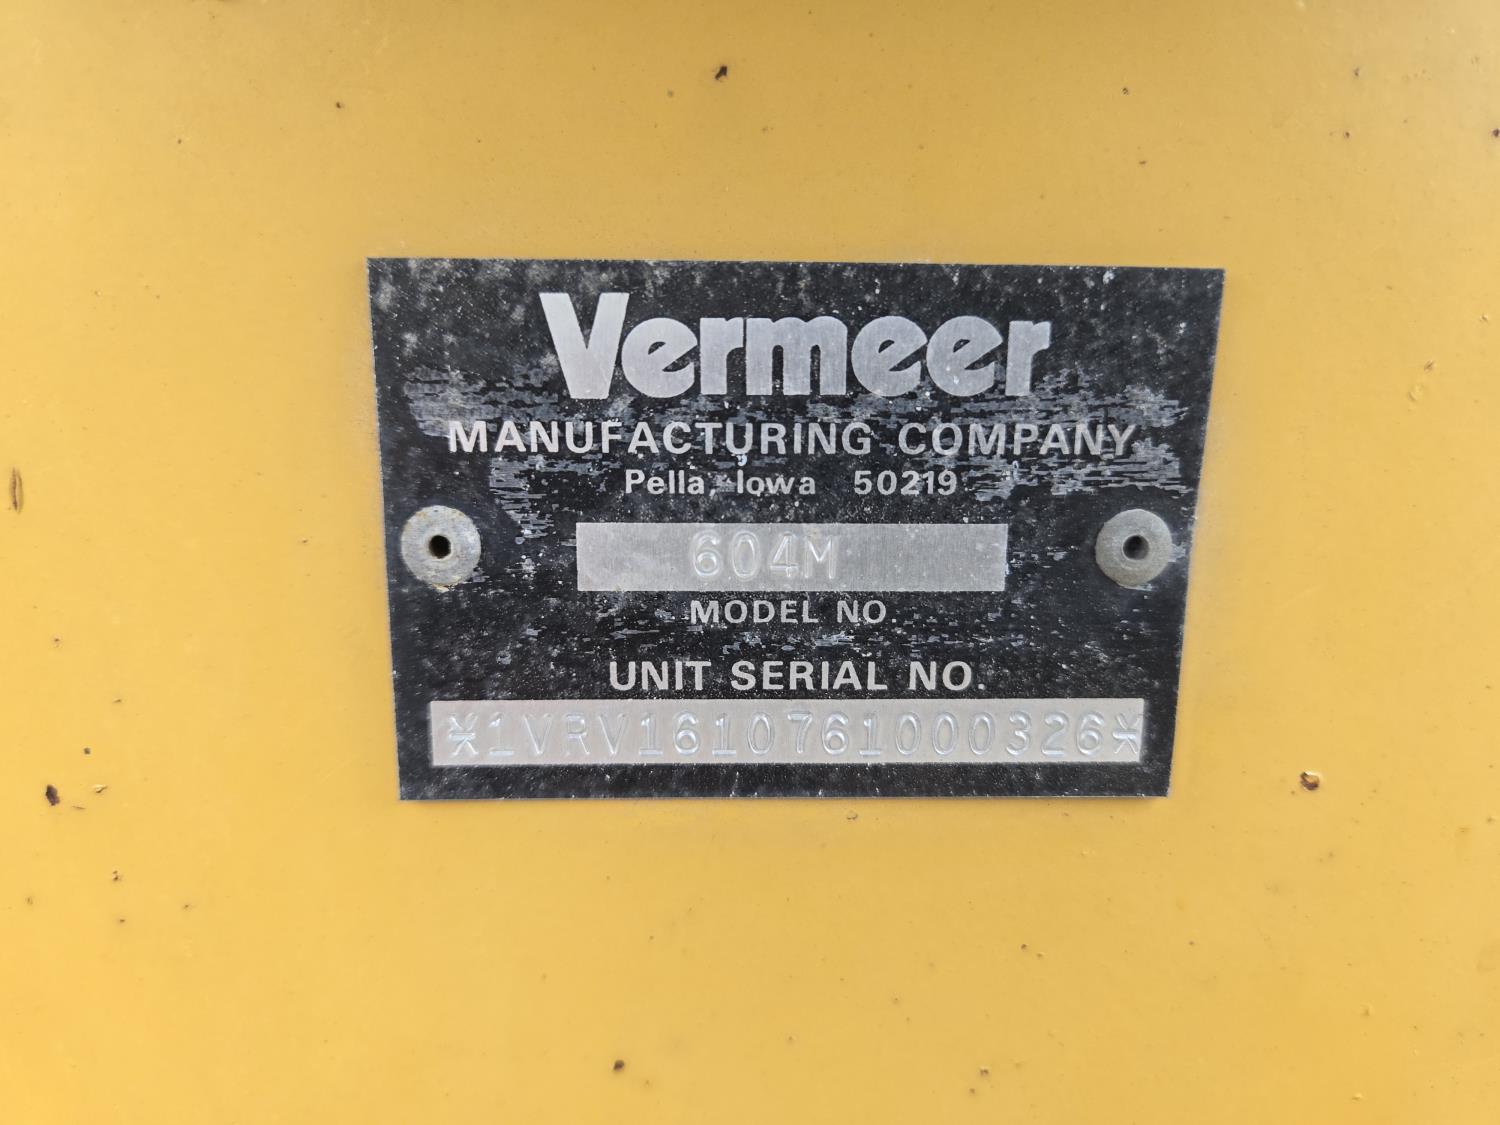 Vermeer
MANUFACTURING COMPANY
Pella, Iowa 50219
604M
MODEL NO.
UNIT SERIAL NO.
*1VRV1610761000326*